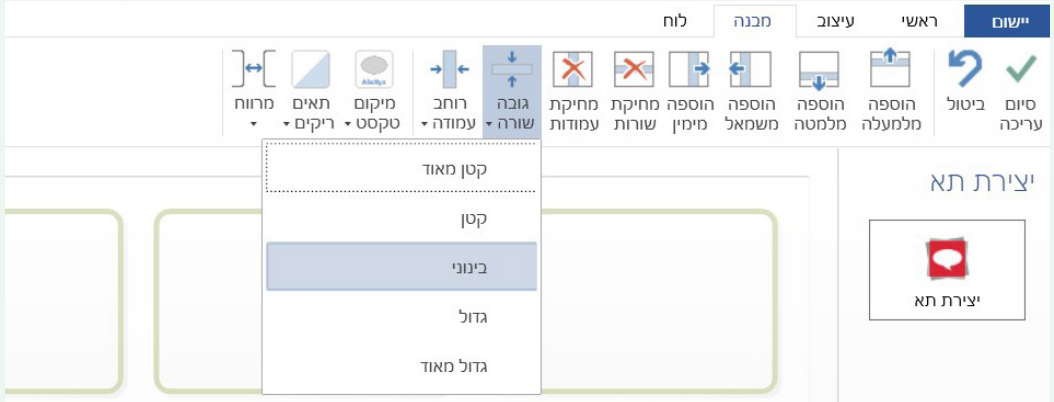 יישום ראשי עיצוב מבנה לוח
סיום עריכה
ביטול
הוספה מלמעלה
הוספה מלמטה
הוספה משמאל
הוספה מימין
מחיקת שורות
מחיקת עמודות
גובה שורה
רוחב עמודה
מיקום טקסט
תאים ריקים
מרווח
קטן מאוד
קטן
בינוני
גדול
גדול מאוד
יצירת תא
יצירת תא